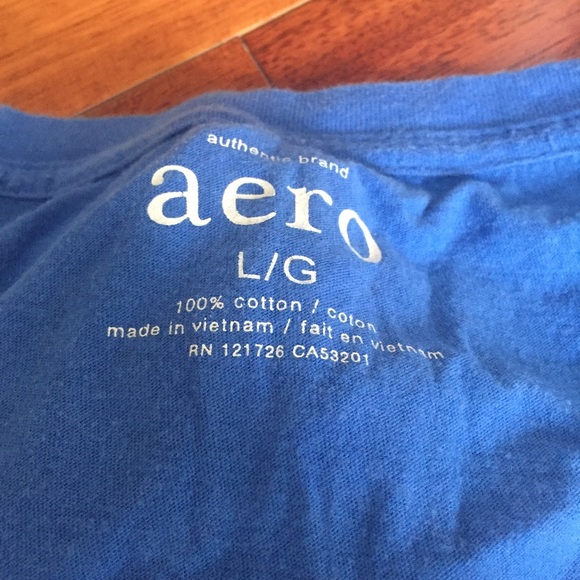 authentic brand
aero
L/G
100% cotton / coton
made in vietnam / fait en vietnam
RN 121726 CA53201